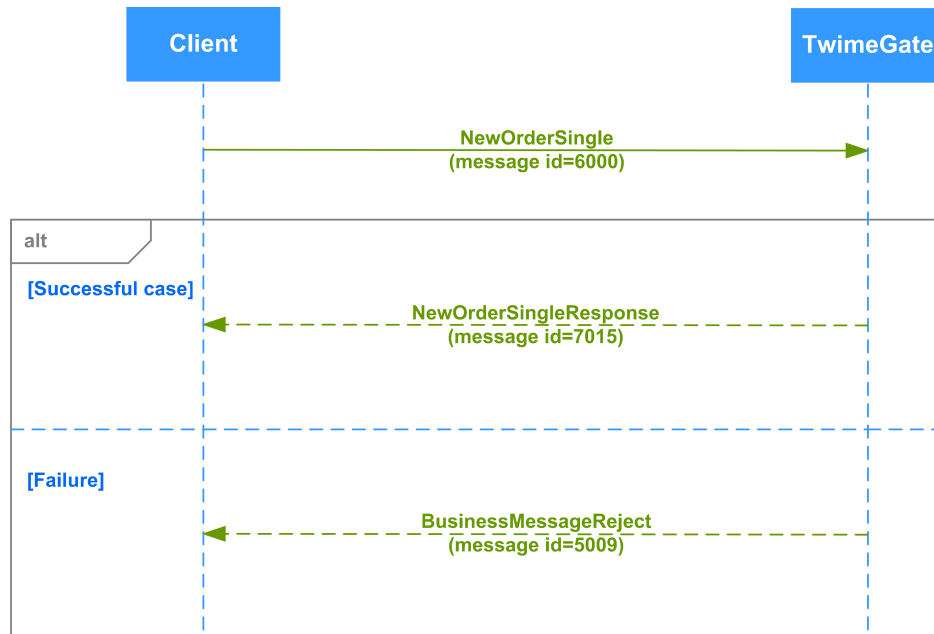 Client
TwimeGate
NewOrderSingle
(message id=6000)
alt
[Successful case]
NewOrderSingleResponse
(message id=7015)
[Failure]
BusinessMessageReject
(message id=5009)